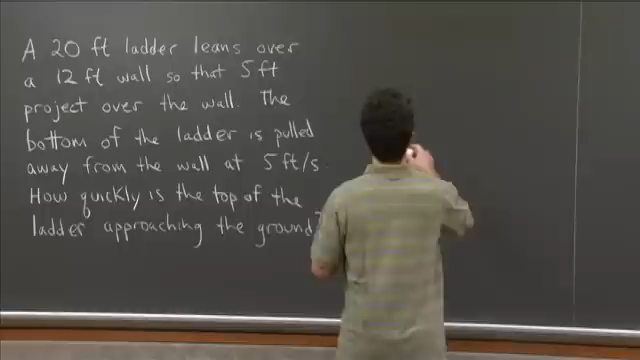 A 20 ft ladder leans over
a 12 ft wall so that 5 ft
project over the wall. The
bottom of the ladder is pulled
away from the wall at 5 ft/s
How quickly is the top of the
ladder approaching the ground?